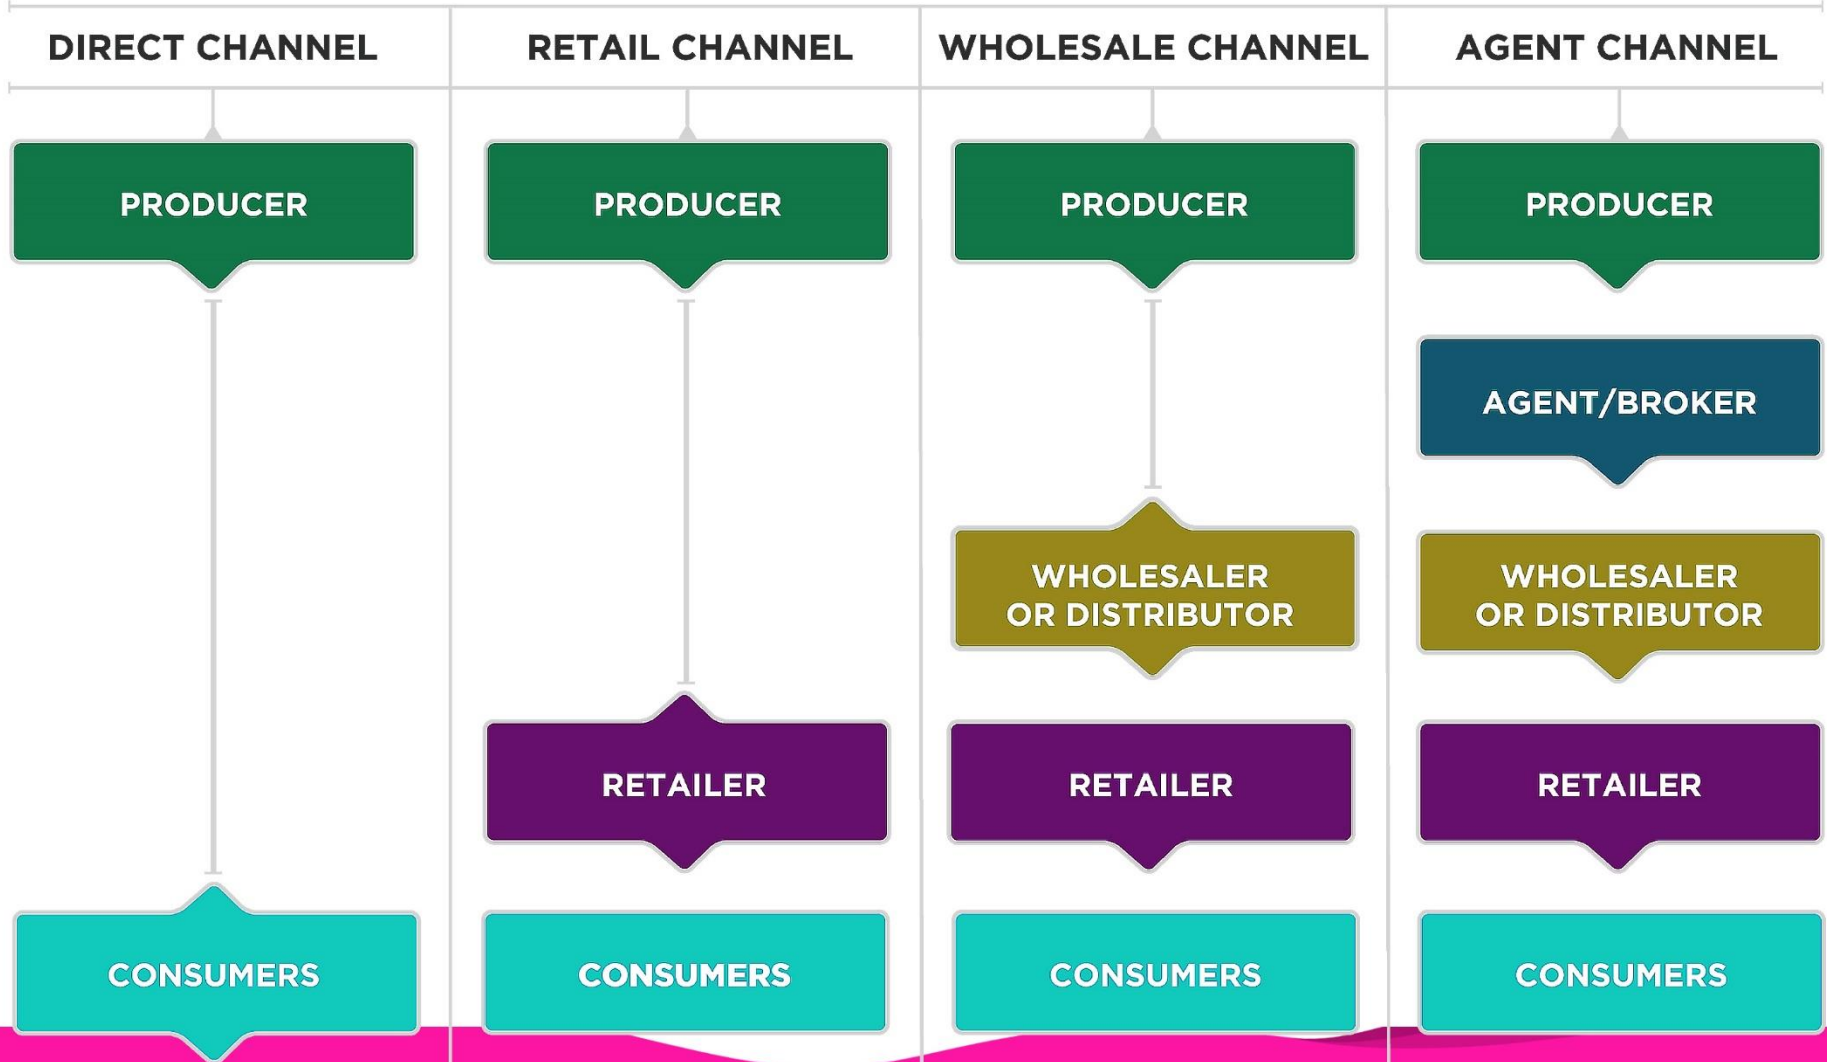 DIRECT CHANNEL
RETAIL CHANNEL
WHOLESALE CHANNEL
AGENT CHANNEL
PRODUCER
PRODUCER
PRODUCER
PRODUCER
AGENT/BROKER
WHOLESALER
OR DISTRIBUTOR
WHOLESALER
OR DISTRIBUTOR
RETAILER
RETAILER
RETAILER
CONSUMERS
CONSUMERS
CONSUMERS
CONSUMERS